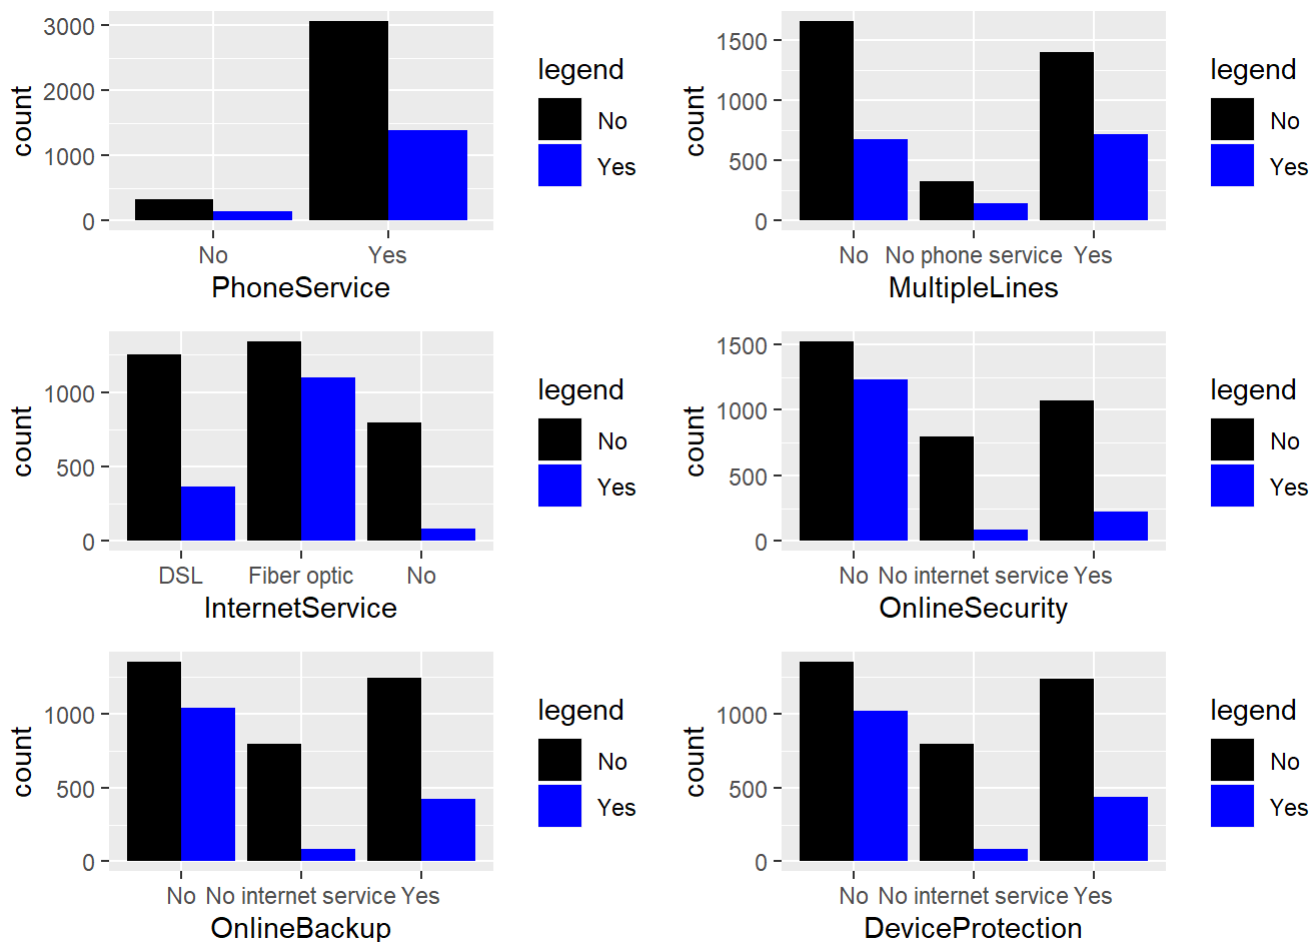 3000
2000
1000
0
count
No
Yes
PhoneService
legend
No
Yes
1500
1000
500
0
count
No
No phone service
Yes
MultipleLines
legend
No
Yes
1000
500
0
count
DSL
Fiber optic
No
InternetService
legend
No
Yes
1500
1000
500
0
count
No
No internet service
Yes
OnlineSecurity
legend
No
Yes
1000
500
0
count
No
No internet service
Yes
OnlineBackup
legend
No
Yes
1000
500
0
count
No
No internet service
Yes
DeviceProtection
legend
No
Yes